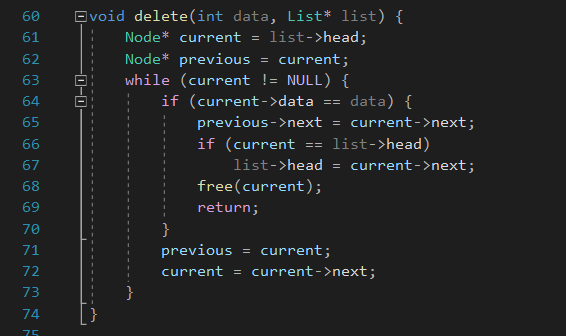 60 void delete(int data, List* list) {
61     Node* current = list->head;
62     Node* previous = current;
63     while (current != NULL) {
64         if (current->data == data) {
65             previous->next = current->next;
66             if (current == list->head)
67                 list->head = current->next;
68             free(current);
69             return;
70         }
71         previous = current;
72         current = current->next;
73     }
74 }
75